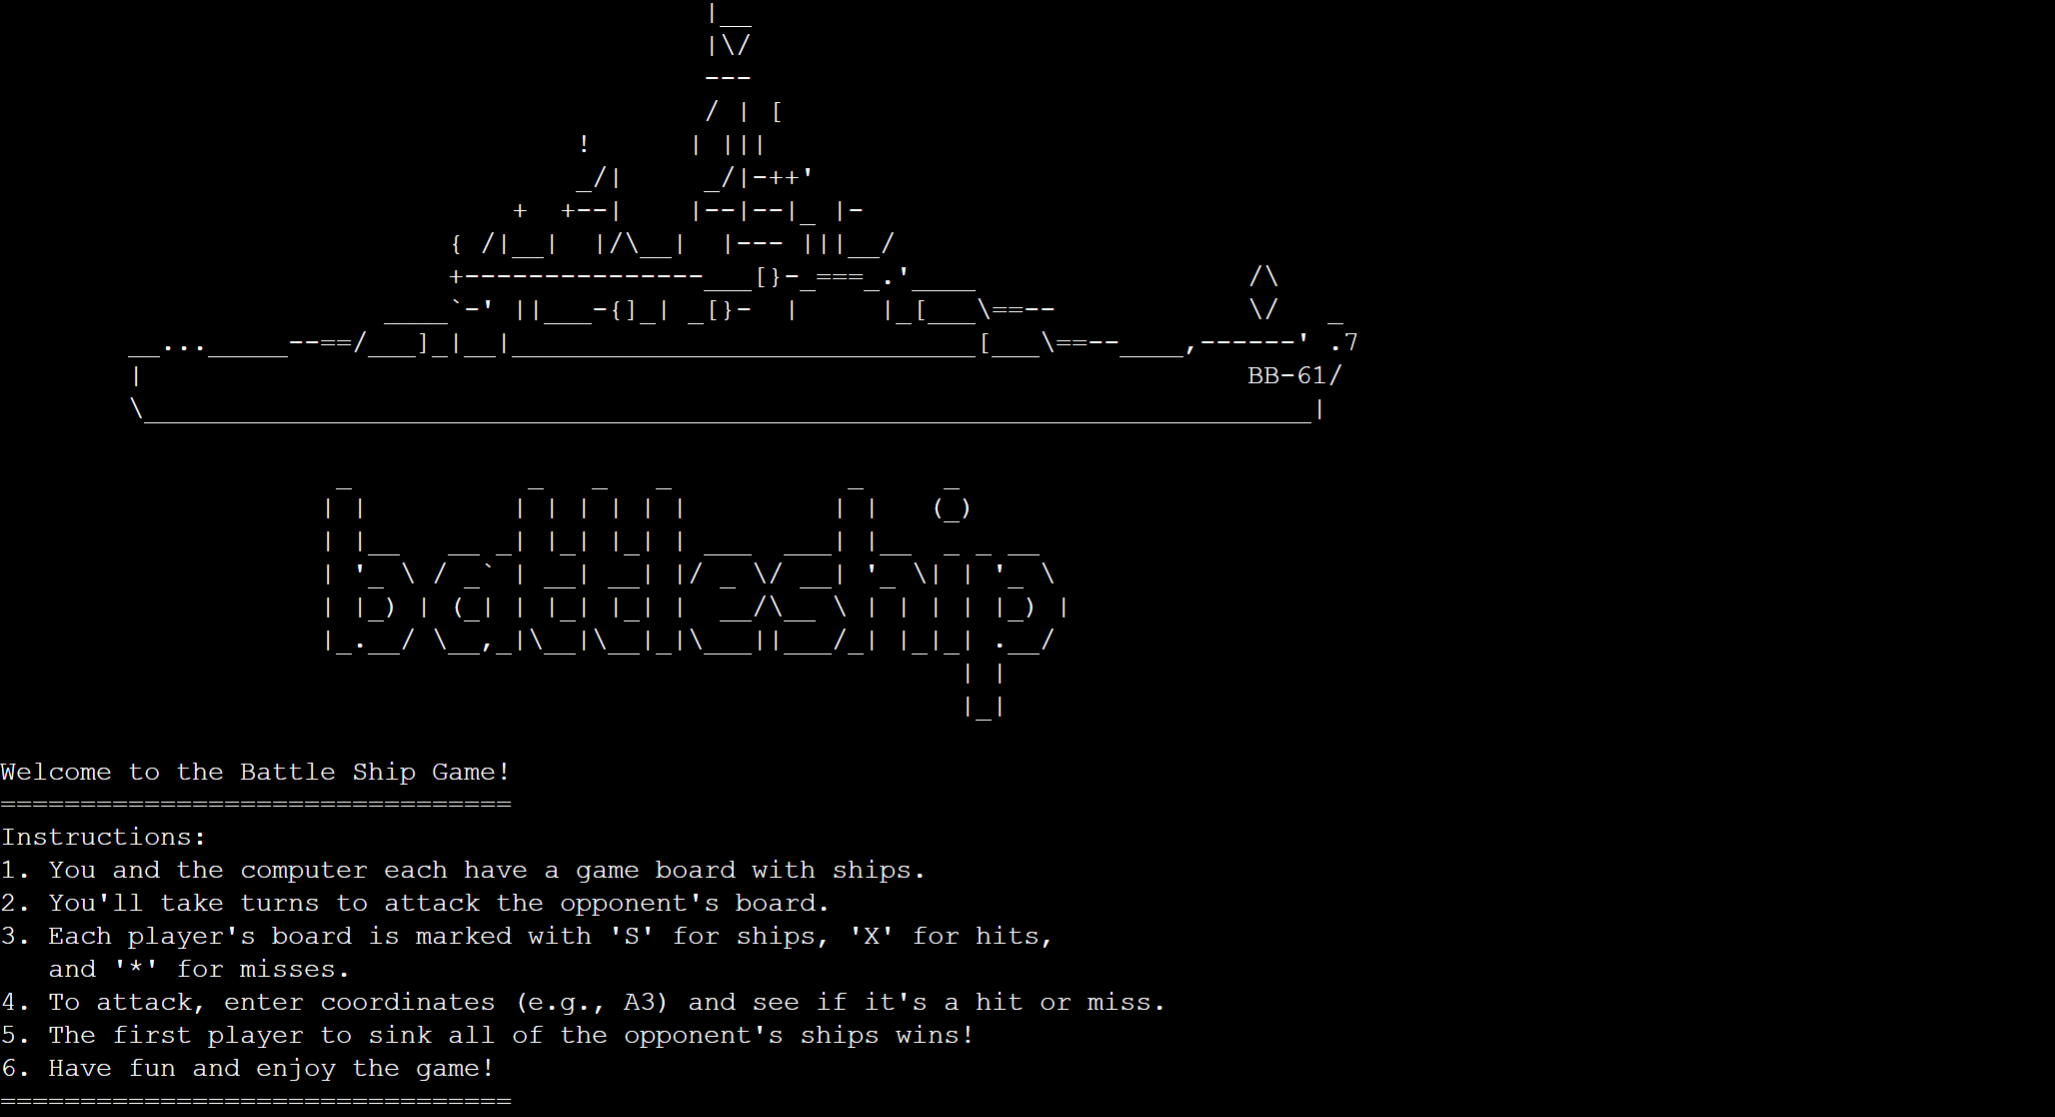 BB-61
battleship
Welcome to the Battle Ship Game!
================================
Instructions:
1. You and the computer each have a game board with ships.
2. You'll take turns to attack the opponent's board.
3. Each player's board is marked with 'S' for ships, 'X' for hits,
and '*' for misses.
4. To attack, enter coordinates (e.g., A3) and see if it's a hit or miss.
5. The first player to sink all of the opponent's ships wins!
6. Have fun and enjoy the game!
================================